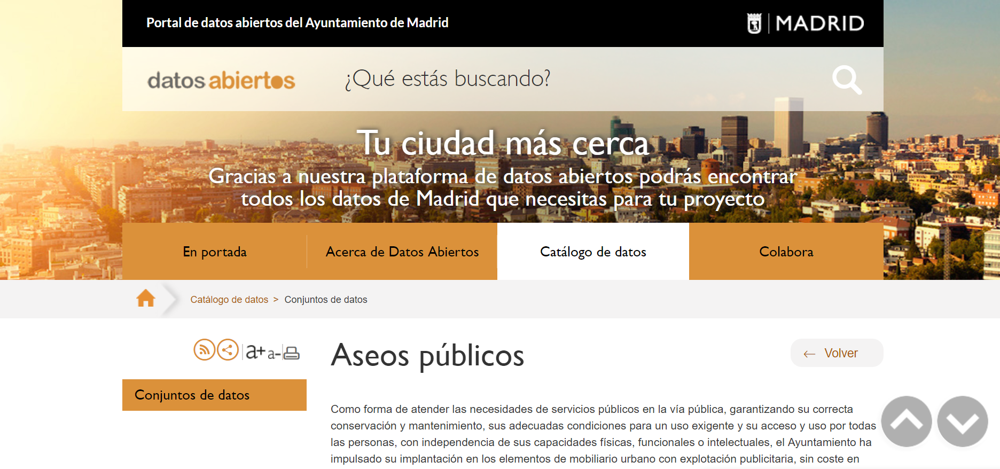 Portal de datos abiertos del Ayuntamiento de Madrid
MADRID
datos abiertos
¿Qué estás buscando?
Tu ciudad más cerca
Gracias a nuestra plataforma de datos abiertos podrás encontrar
todos los datos de Madrid que necesitas para tu proyecto
En portada
Acerca de Datos Abiertos
Catálogo de datos
Colabora
Catálogo de datos > Conjuntos de datos
a+ a-
Aseos públicos
← Volver
Conjuntos de datos
Como forma de atender las necesidades de servicios públicos en la vía pública, garantizando su correcta
conservación y mantenimiento, sus adecuadas condiciones para un uso exigente y su acceso y uso por todas
las personas, con independencia de sus capacidades físicas, funcionales o intelectuales, el Ayuntamiento ha
impulsado su implantación en los elementos de mobiliario urbano con explotación publicitaria, sin coste en